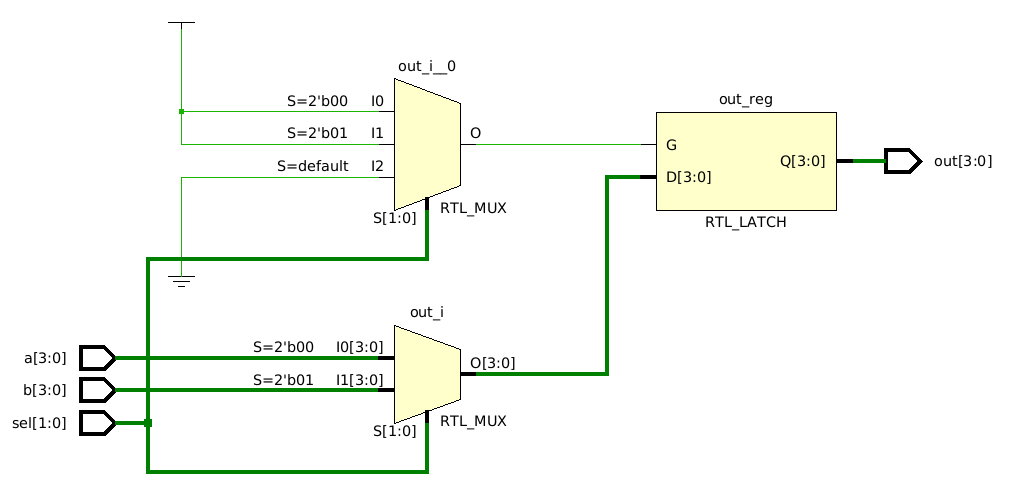 out_i__0
S=2'b00 I0
S=2'b01 I1
O
S=default I2
S[1:0]
RTL_MUX
out_reg
G
D[3:0]
Q[3:0]
RTL_LATCH
out[3:0]
out_i
a[3:0]
S=2'b00 I0[3:0]
O[3:0]
b[3:0]
S=2'b01 I1[3:0]
sel[1:0]
S[1:0]
RTL_MUX